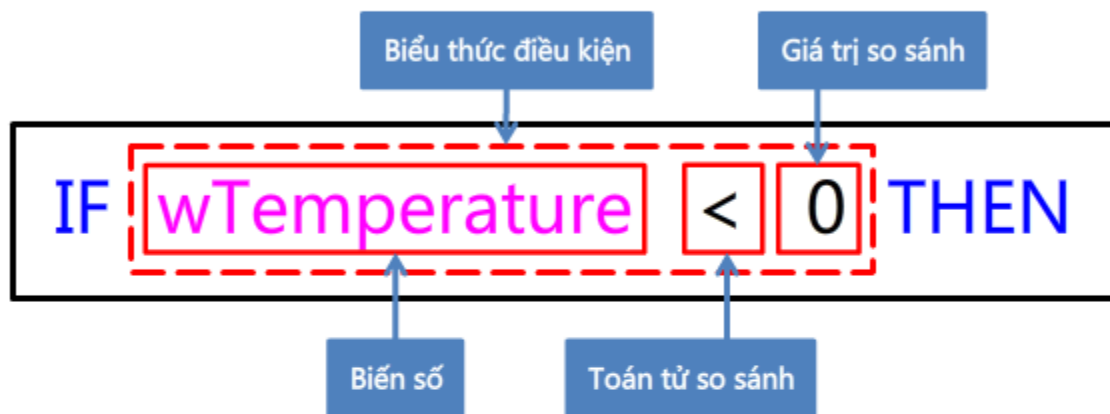 Biểu thức điều kiện Giá trị so sánh
IF wTemperature < 0 THEN
Biến số Toán tử so sánh